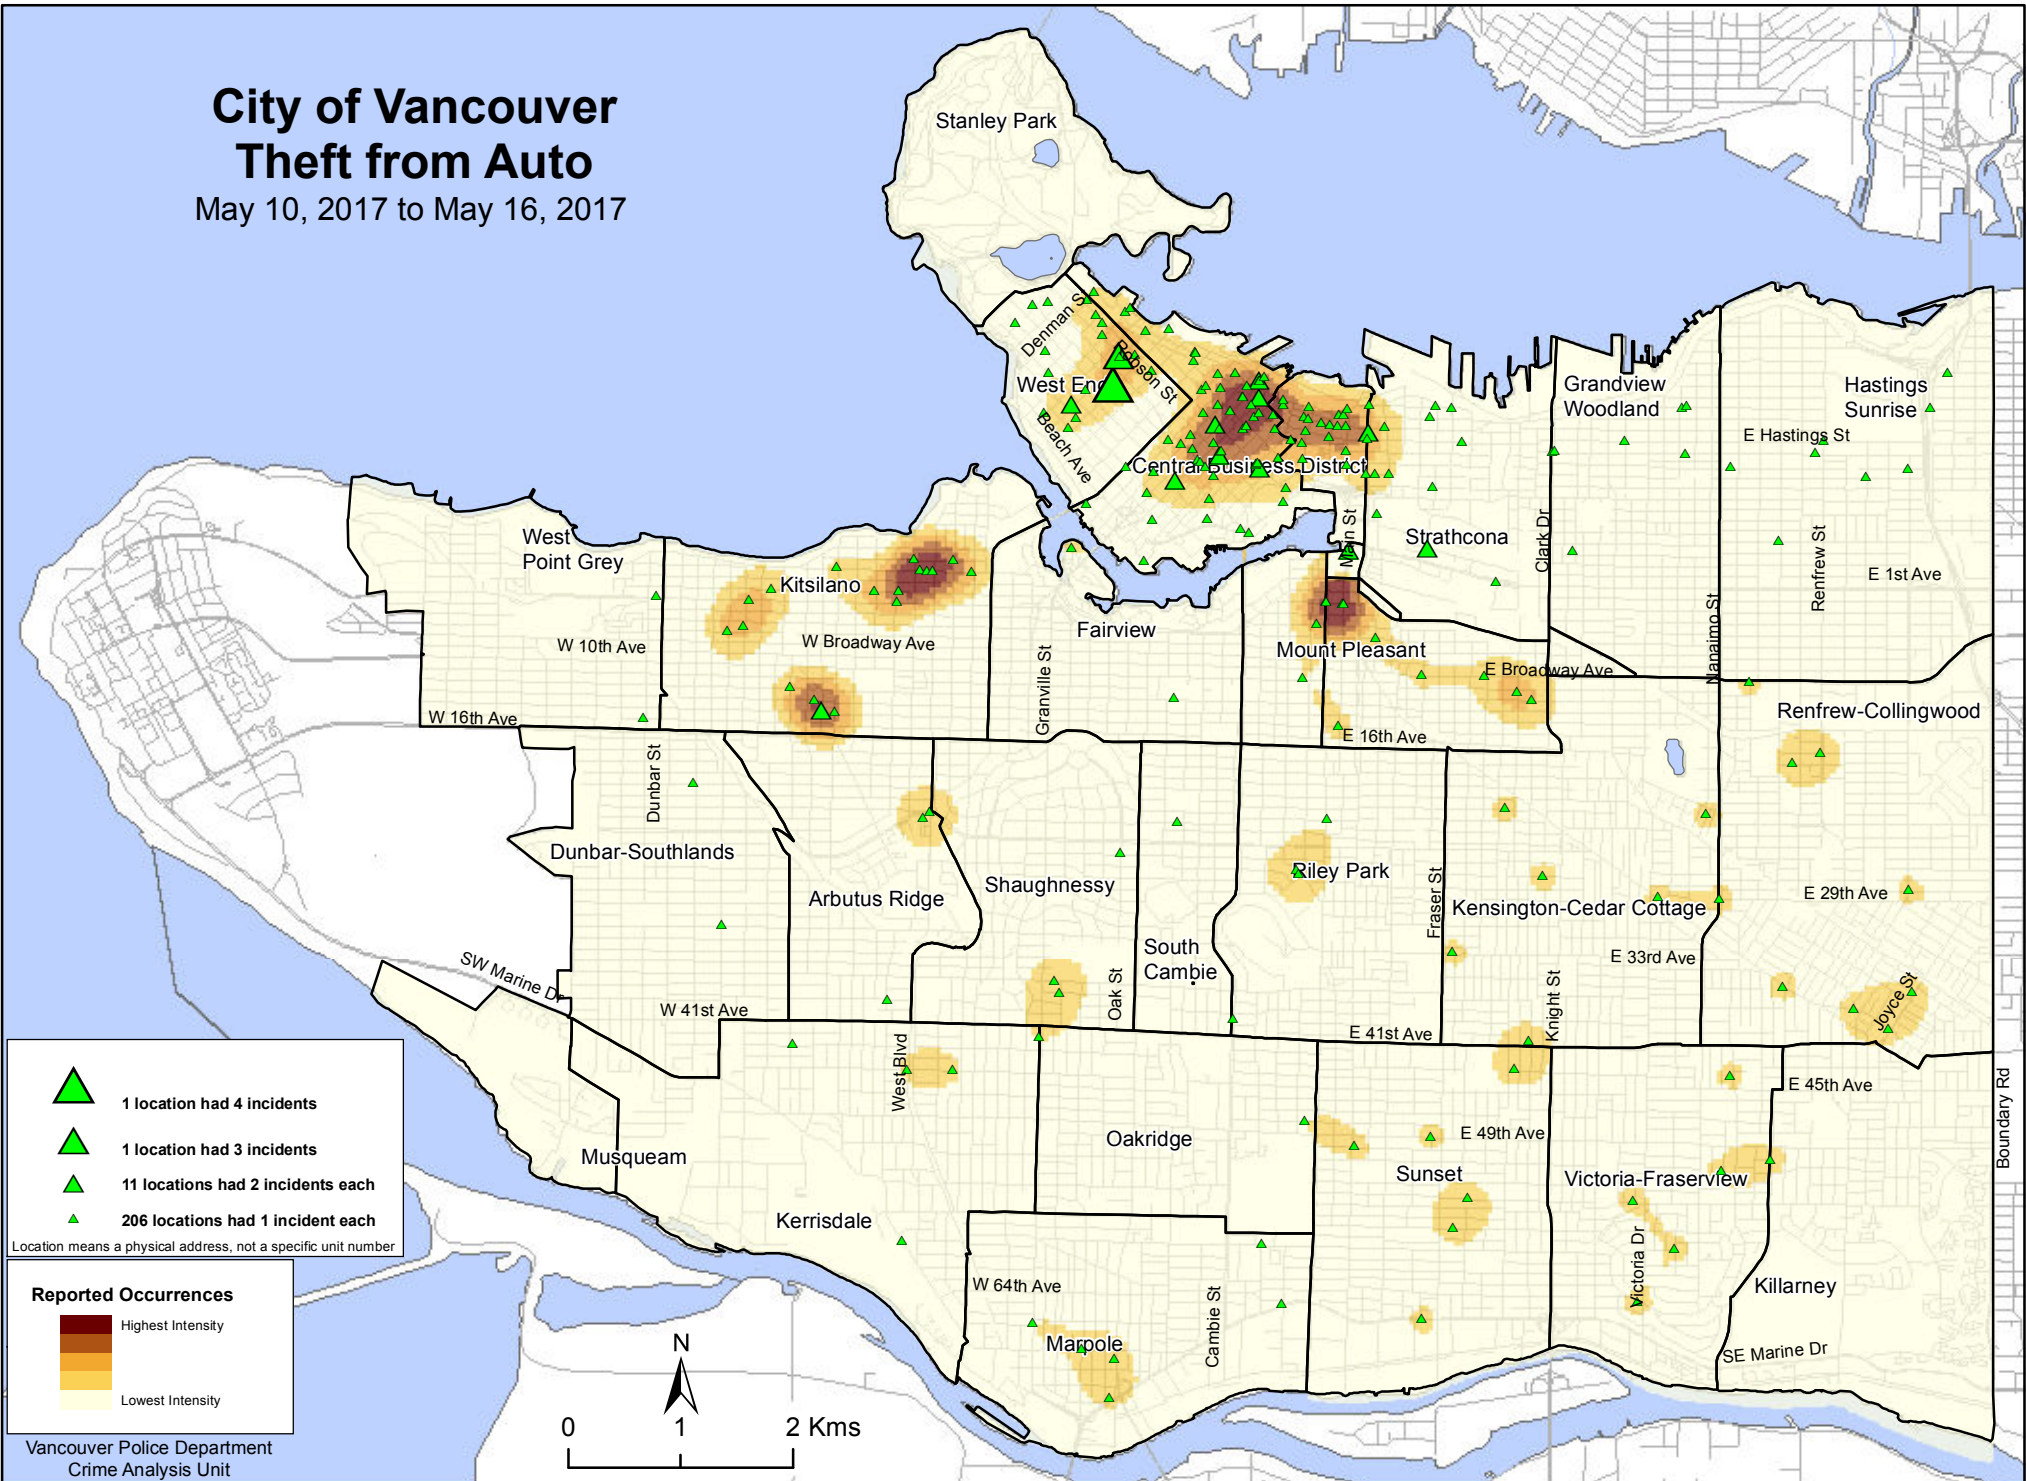 City of Vancouver
Theft from Auto
May 10, 2017 to May 16, 2017
Stanley Park
Denman St
Robson St
West End
Beach Ave
Central Business District
Grandview
Woodland
Hastings
Sunrise
E Hastings St
West
Point Grey
Kitsilano
Main St
Strathcona
Clark Dr
Renfrew St
E 1st Ave
W 10th Ave
W Broadway Ave
Fairview
Granville St
Mount Pleasant
E Broadway Ave
Nanaimo St
W 16th Ave
E 16th Ave
Renfrew-Collingwood
Dunbar St
Dunbar-Southlands
Arbutus Ridge
Shaughnessy
Riley Park
Fraser St
Kensington-Cedar Cottage
E 29th Ave
South
Cambie
E 33rd Ave
SW Marine Dr
W 41st Ave
Oak St
E 41st Ave
Knight St
Joyce St
West Blvd
E 45th Ave
Boundary Rd
Musqueam
Oakridge
E 49th Ave
Sunset
Victoria-Fraserview
Kerrisdale
Victoria Dr
W 64th Ave
Killarney
Marpole
Cambie St
SE Marine Dr
1 location had 4 incidents
1 location had 3 incidents
11 locations had 2 incidents each
206 locations had 1 incident each
Location means a physical address, not a specific unit number
Reported Occurrences
Highest Intensity
Lowest Intensity
Vancouver Police Department
Crime Analysis Unit
N
0 1 2 Kms